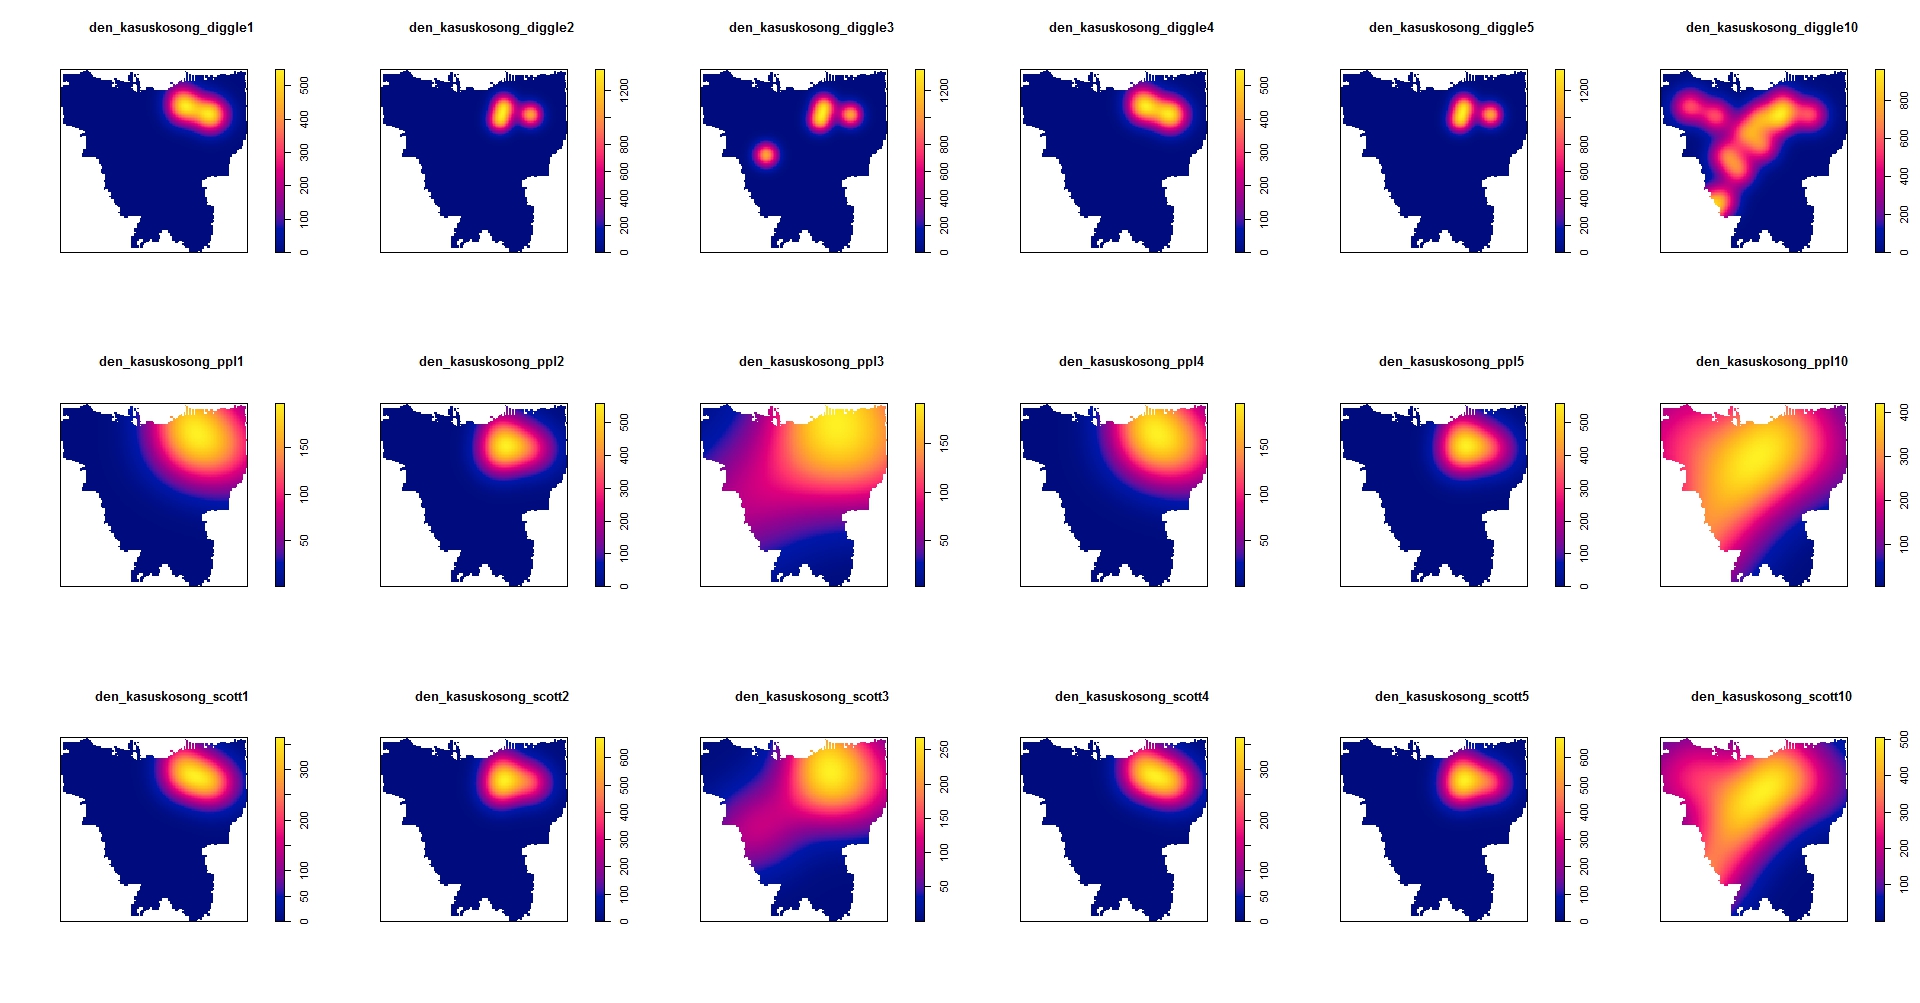 den_kasuskosong_diggle1
0 100 200 300 400 500
den_kasuskosong_diggle2
0 200 400 600 800 1200
den_kasuskosong_diggle3
0 200 400 600 800 1200
den_kasuskosong_diggle4
0 100 200 300 400 500
den_kasuskosong_diggle5
0 200 400 600 800 1200
den_kasuskosong_diggle10
0 200 400 600 800
den_kasuskosong_ppl1
50 100 150
den_kasuskosong_ppl2
0 100 200 300 400 500
den_kasuskosong_ppl3
50 100 150
den_kasuskosong_ppl4
50 100 150
den_kasuskosong_ppl5
0 100 200 300 400 500
den_kasuskosong_ppl10
100 200 300 400
den_kasuskosong_scott1
0 50 100 200 300
den_kasuskosong_scott2
0 100 200 300 400 500 600
den_kasuskosong_scott3
50 100 150 200 250
den_kasuskosong_scott4
0 50 100 200 300
den_kasuskosong_scott5
0 100 200 300 400 500 600
den_kasuskosong_scott10
100 200 300 400 500